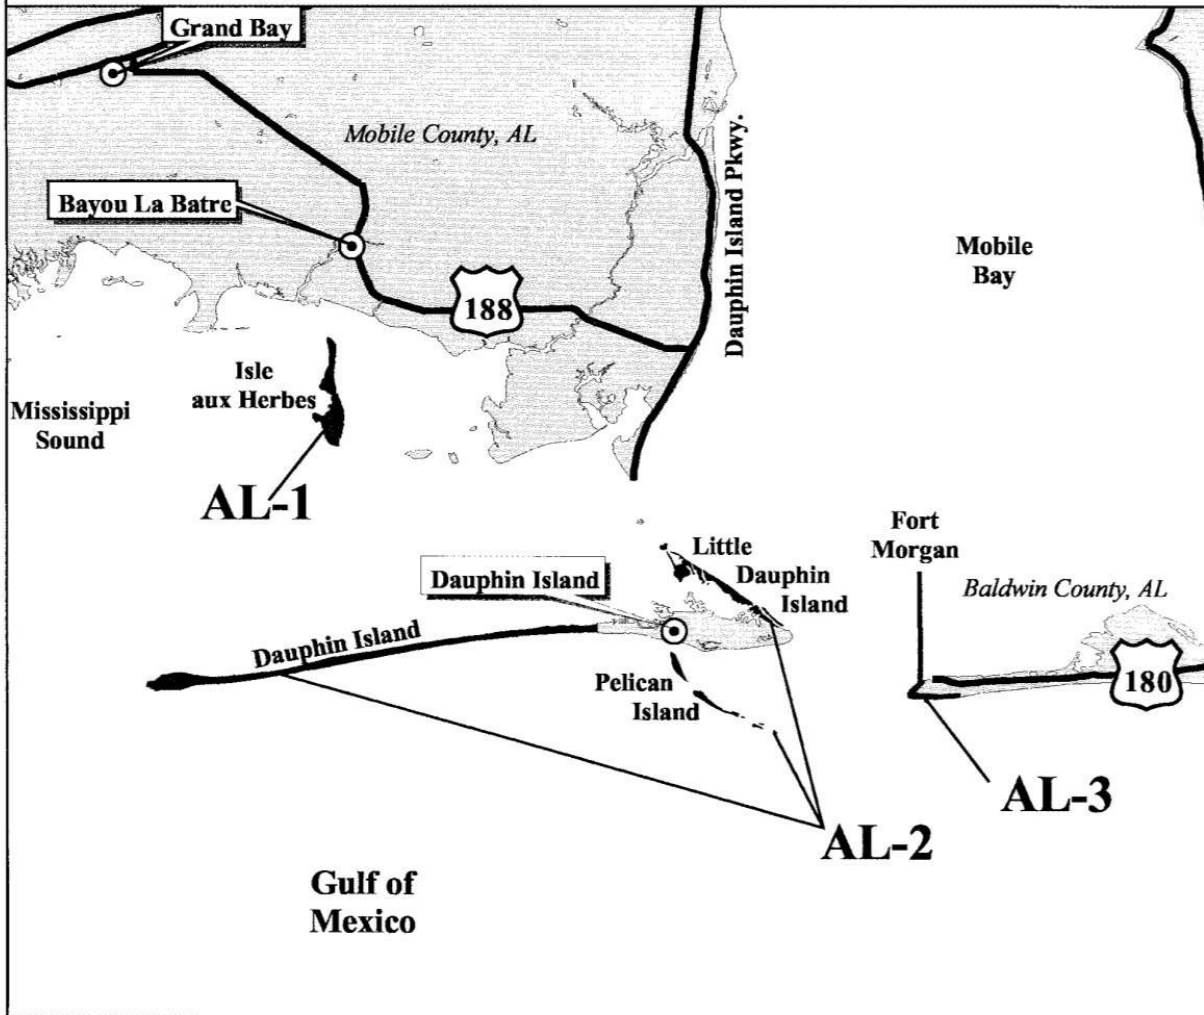 Grand Bay
Mobile County, AL
Dauphin Island Pkwy.
Bayou La Batre
Mobile
Bay
188
Isle
aux Herbes
Mississippi
Sound
AL-1
Fort
Morgan
Little
Dauphin
Island
Dauphin Island
Baldwin County, AL
Dauphin Island
Pelican
Island
180
AL-3
AL-2
Gulf of
Mexico